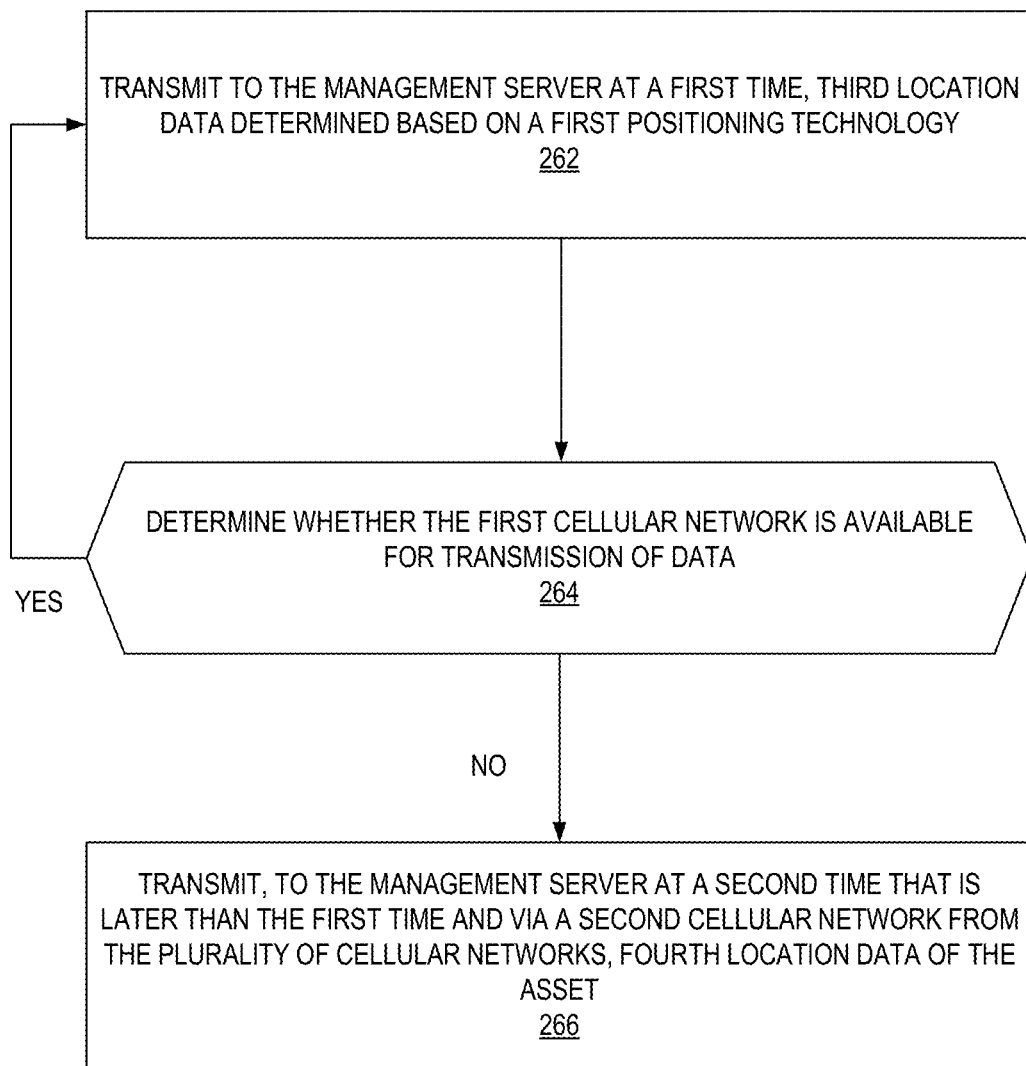 TRANSMIT TO THE MANAGEMENT SERVER AT A FIRST TIME, THIRD LOCATION
DATA DETERMINED BASED ON A FIRST POSITIONING TECHNOLOGY
262
DETERMINE WHETHER THE FIRST CELLULAR NETWORK IS AVAILABLE
FOR TRANSMISSION OF DATA
264
YES
NO
TRANSMIT, TO THE MANAGEMENT SERVER AT A SECOND TIME THAT IS
LATER THAN THE FIRST TIME AND VIA A SECOND CELLULAR NETWORK FROM
THE PLURALITY OF CELLULAR NETWORKS, FOURTH LOCATION DATA OF THE
ASSET
266